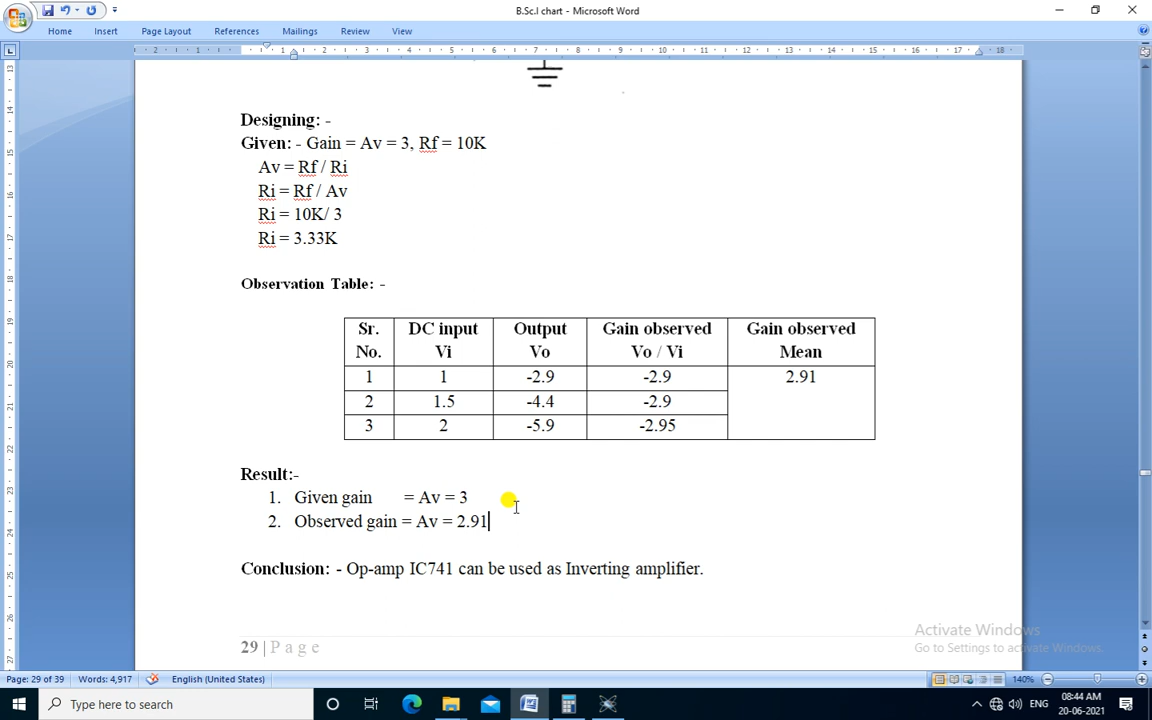 B.Sc.I chart - Microsoft Word
Home Insert Page Layout References Mailings Review View
Designing: -
Given: - Gain = Av = 3, Rf = 10K
Av = Rf / Ri
Ri = Rf / Av
Ri = 10K/ 3
Ri = 3.33K
Observation Table: -
Sr. No. DC input Vi Output Vo Gain observed Vo / Vi Gain observed Mean
1 1 -2.9 -2.9 2.91
2 1.5 -4.4 -2.9
3 2 -5.9 -2.95
Result:-
1. Given gain = Av = 3
2. Observed gain = Av = 2.91
Conclusion: - Op-amp IC741 can be used as Inverting amplifier.
29 | P a g e
Activate Windows
Go to Settings to activate Windows.
Page: 29 of 39 Words: 4,917 English (United States) 140%
Type here to search ENG 08:44 AM
20-06-2021